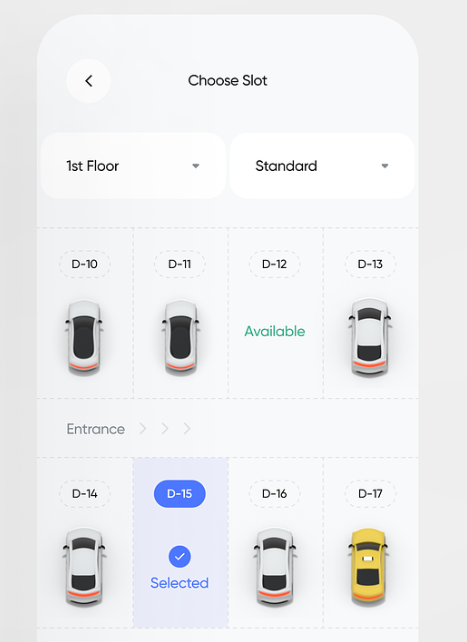 Choose Slot
1st Floor
Standard
D-10
D-11
D-12
D-13
Available
Entrance
D-14
D-15
D-16
D-17
Selected